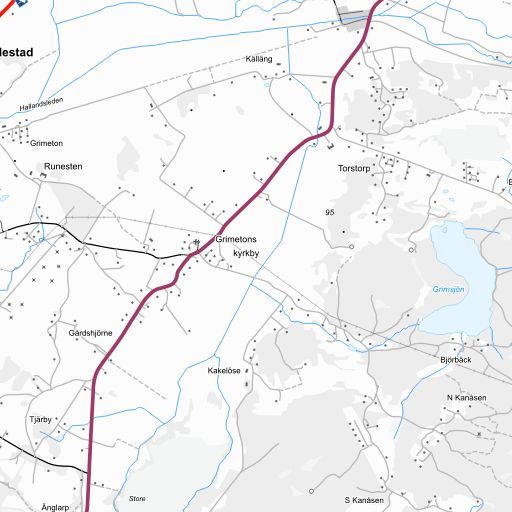 lestad
Källäng
Hallandsleden
Grimeton
Runesten
Torstorp
95
Grimetons
kyrkby
Grimsjön
Gårdshjörne
Björbäck
Kakelöse
N Kanåsen
Tjärby
Store
Änglarp
S Kanåsen